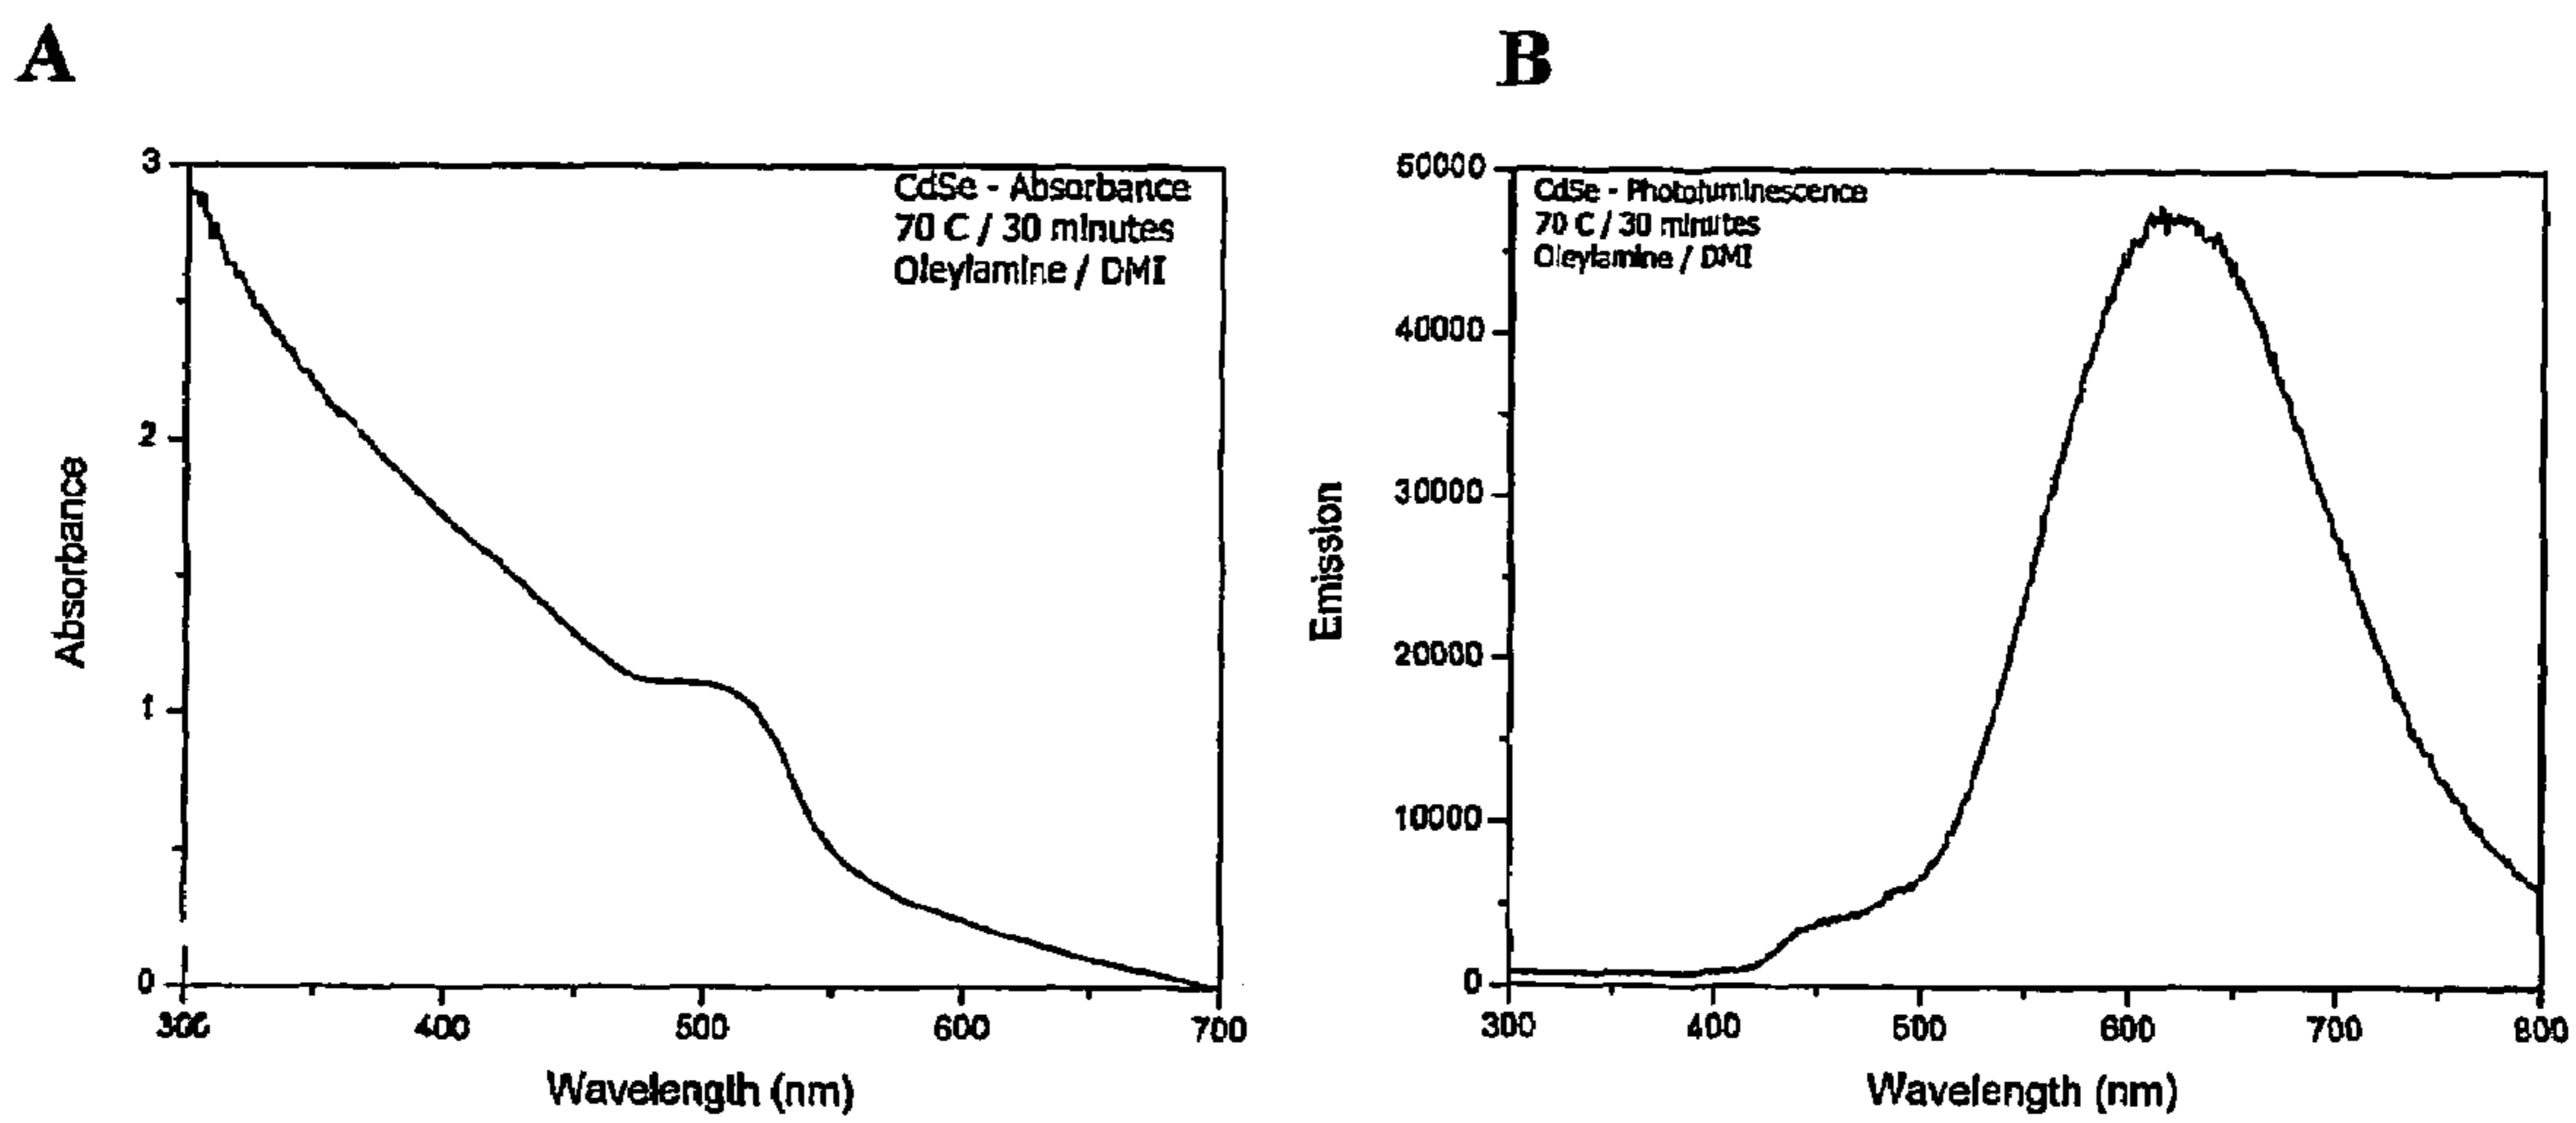 A
B
3
2
1
0
Absorbance
CdSe - Absorbance
70 C / 30 minutes
Oleylamine / DMI
300
400
500
600
700
Wavelength (nm)
50000
40000
30000
20000
10000
0
Emission
CdSe - Photoluminescence
70 C / 30 minutes
Oleylamine / DMI
300
400
500
600
700
800
Wavelength (nm)